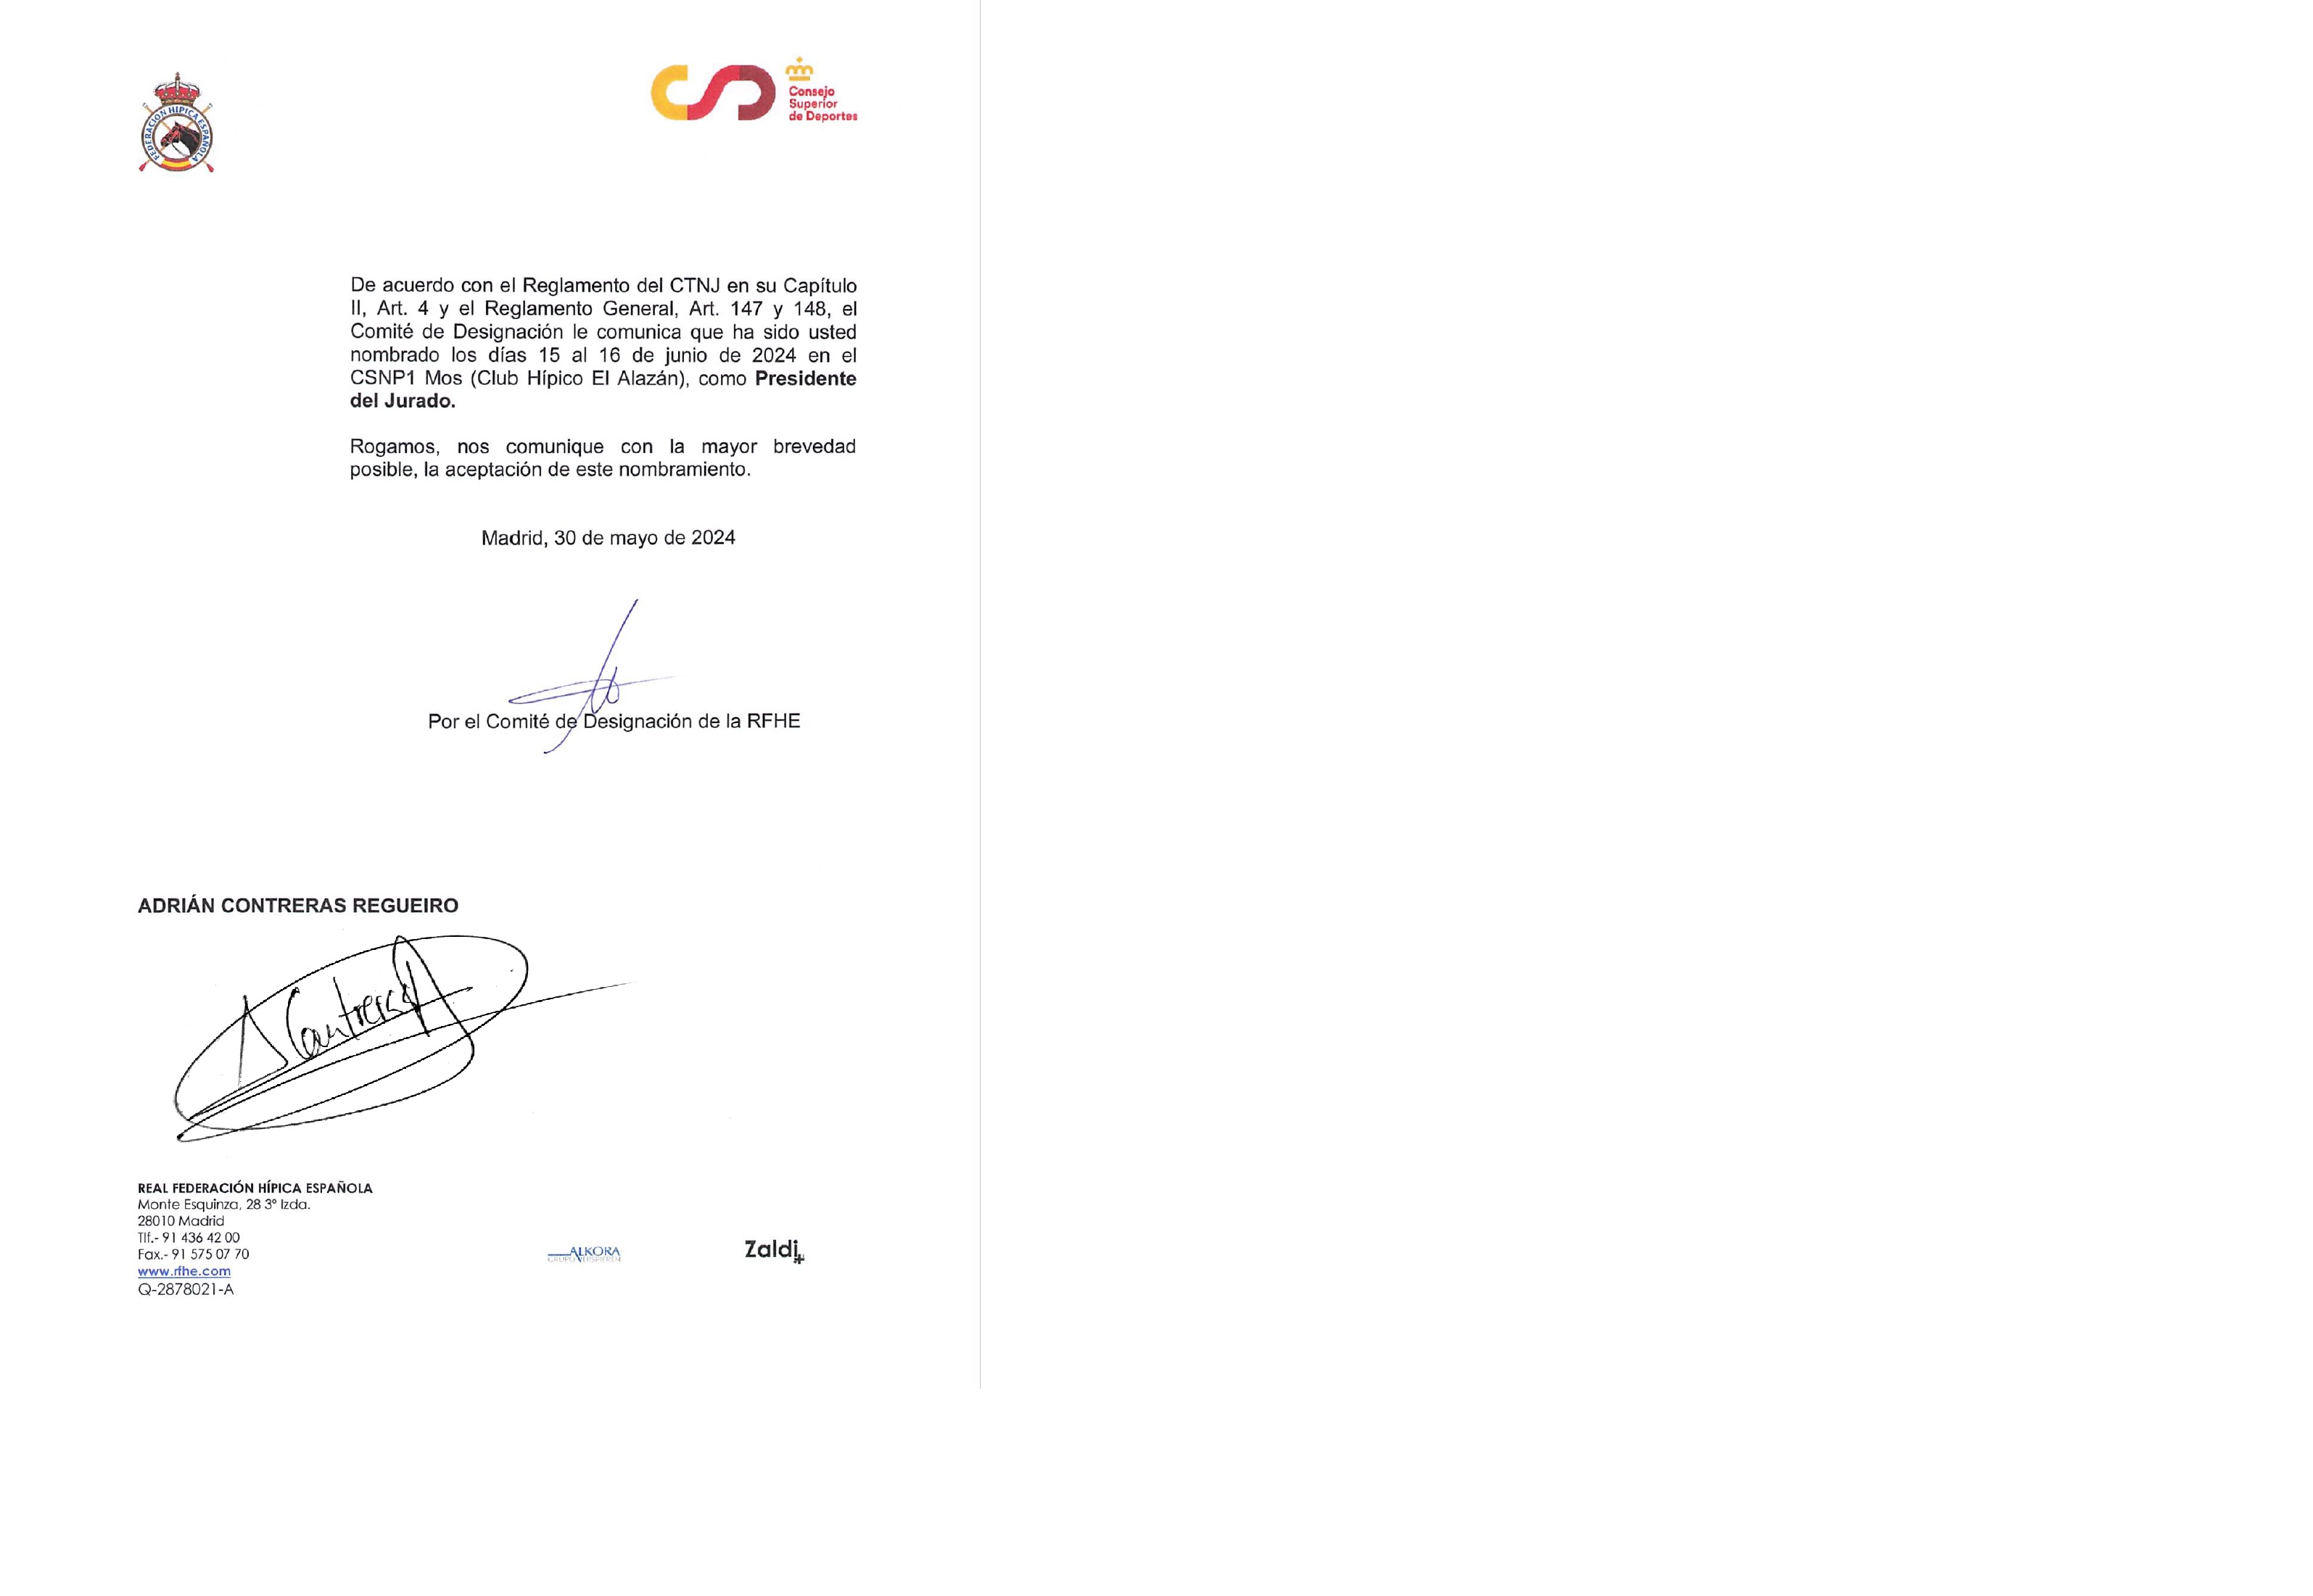 FEDERACIÓN HÍPICA ESPAÑOLA
Consejo
Superior
de Deportes
De acuerdo con el Reglamento del CTNJ en su Capítulo
II, Art. 4 y el Reglamento General, Art. 147 y 148, el
Comité de Designación le comunica que ha sido usted
nombrado los días 15 al 16 de junio de 2024 en el
CSNP1 Mos (Club Hípico El Alazán), como Presidente
del Jurado.
Rogamos, nos comunique con la mayor brevedad
posible, la aceptación de este nombramiento.
Madrid, 30 de mayo de 2024
Por el Comité de Designación de la RFHE
ADRIÁN CONTRERAS REGUEIRO
AContreras
REAL FEDERACIÓN HÍPICA ESPAÑOLA
Monte Esquinza, 28 3º Izda.
28010 Madrid
Tlf.- 91 436 42 00
Fax.- 91 575 07 70
www.rfhe.com
Q-2878021-A
ALKORA
Zaldi